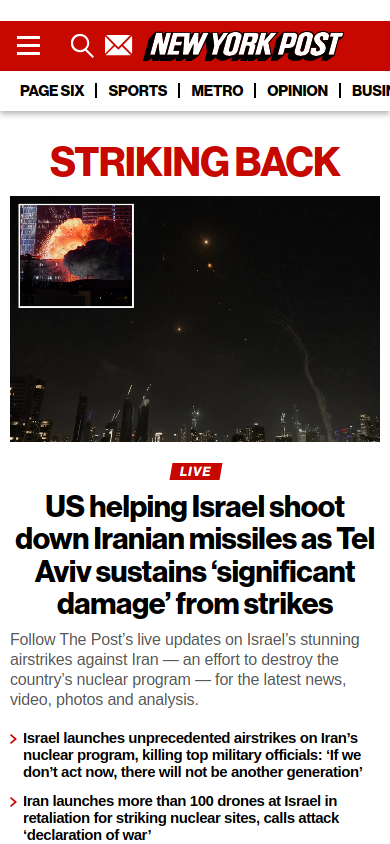 NEW YORK POST
PAGE SIX | SPORTS | METRO | OPINION | BUSI
STRIKING BACK
LIVE
US helping Israel shoot
down Iranian missiles as Tel
Aviv sustains ‘significant
damage’ from strikes
Follow The Post’s live updates on Israel’s stunning
airstrikes against Iran — an effort to destroy the
country’s nuclear program — for the latest news,
video, photos and analysis.
Israel launches unprecedented airstrikes on Iran’s
nuclear program, killing top military officials: ‘If we
don’t act now, there will not be another generation’
Iran launches more than 100 drones at Israel in
retaliation for striking nuclear sites, calls attack
‘declaration of war’